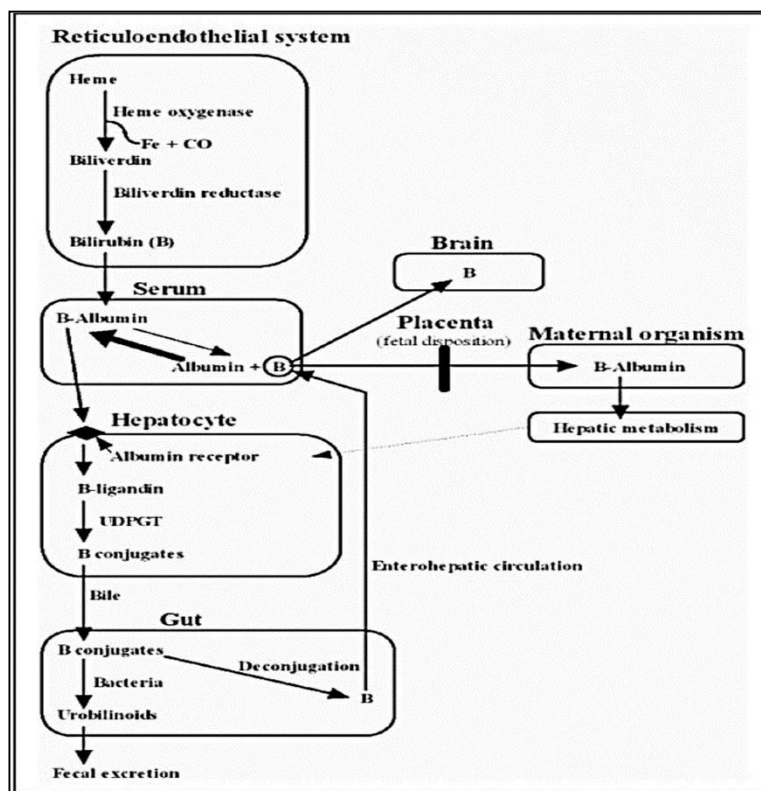 Reticuloendothelial system
Heme
Heme oxygenase
Fe + CO
Biliverdin
Biliverdin reductase
Bilirubin (B)
Brain
B
Serum
B-Albumin
Albumin + B
Placenta
(fetal disposition)
Maternal organism
B-Albumin
Hepatic metabolism
Hepatocyte
Albumin receptor
B-ligandin
UDPGT
B conjugates
Bile
Enterohepatic circulation
Gut
B conjugates
Deconjugation
Bacteria
B
Urobilinoids
Fecal excretion